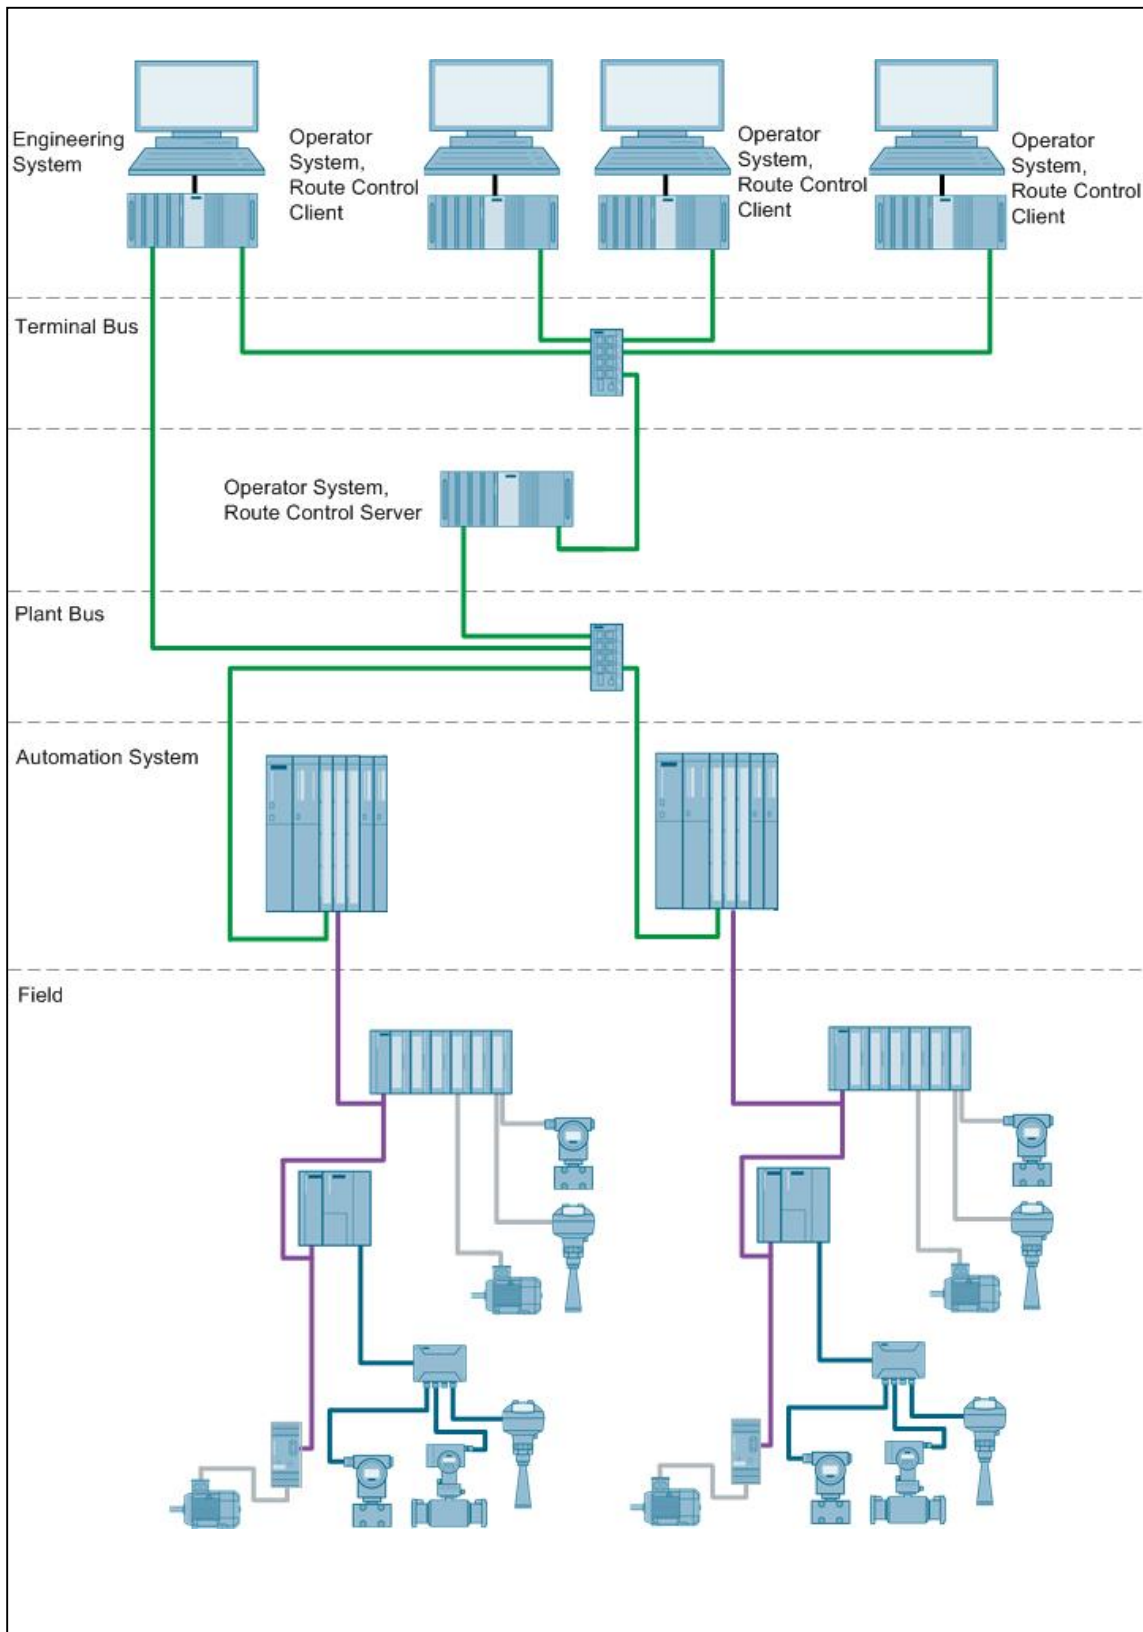 Engineering
System
Operator
System,
Route Control
Client
Operator
System,
Route Control
Client
Operator
System,
Route Control
Client
Terminal Bus
Operator System,
Route Control Server
Plant Bus
Automation System
Field